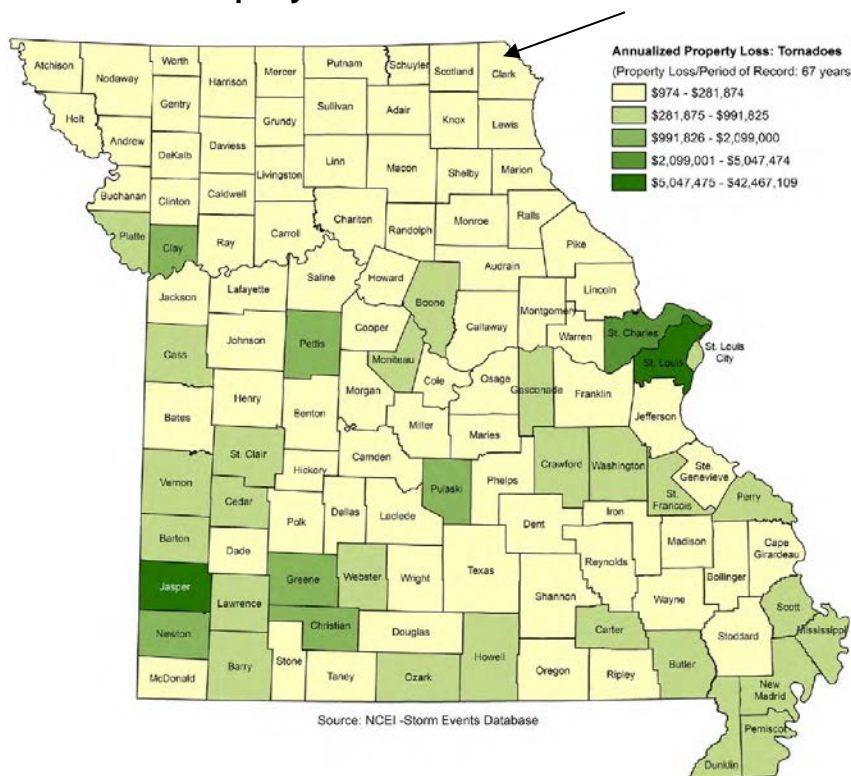 Annualized Property Loss: Tornadoes
(Property Loss/Period of Record: 67 years
$974 - $281,874
$281,875 - $991,825
$991,826 - $2,099,000
$2,099,001 - $5,047,474
$5,047,475 - $42,467,109
Atchison
Nodaway
Worth
Harrison
Mercer
Putnam
Schuyler
Scotland
Clark
Holt
Gentry
Grundy
Sullivan
Adair
Knox
Lewis
Andrew
DeKalb
Daviess
Livingston
Linn
Macon
Shelby
Marion
Buchanan
Clinton
Caldwell
Carroll
Chariton
Randolph
Monroe
Ralls
Platte
Clay
Ray
Pike
Jackson
Lafayette
Saline
Howard
Boone
Audrain
Lincoln
Cass
Johnson
Pettis
Cooper
Moniteau
Callaway
Montgomery
Warren
St. Charles
St. Louis
St. Louis
City
Bates
Henry
Benton
Morgan
Cole
Osage
Gasconade
Franklin
Jefferson
Miller
Maries
St. Clair
Hickory
Camden
Vernon
Cedar
Pulaski
Phelps
Crawford
Washington
Ste.
Genevieve
St.
Francois
Perry
Barton
Polk
Dallas
Laclede
Dent
Iron
Dade
Madison
Cape
Girardeau
Jasper
Greene
Webster
Wright
Texas
Reynolds
Bollinger
Lawrence
Shannon
Wayne
Scott
Newton
Christian
Douglas
Carter
Stoddard
Mississippi
McDonald
Barry
Stone
Taney
Ozark
Howell
Oregon
Ripley
Butler
New
Madrid
Pemiscot
Dunklin
Source: NCEI -Storm Events Database